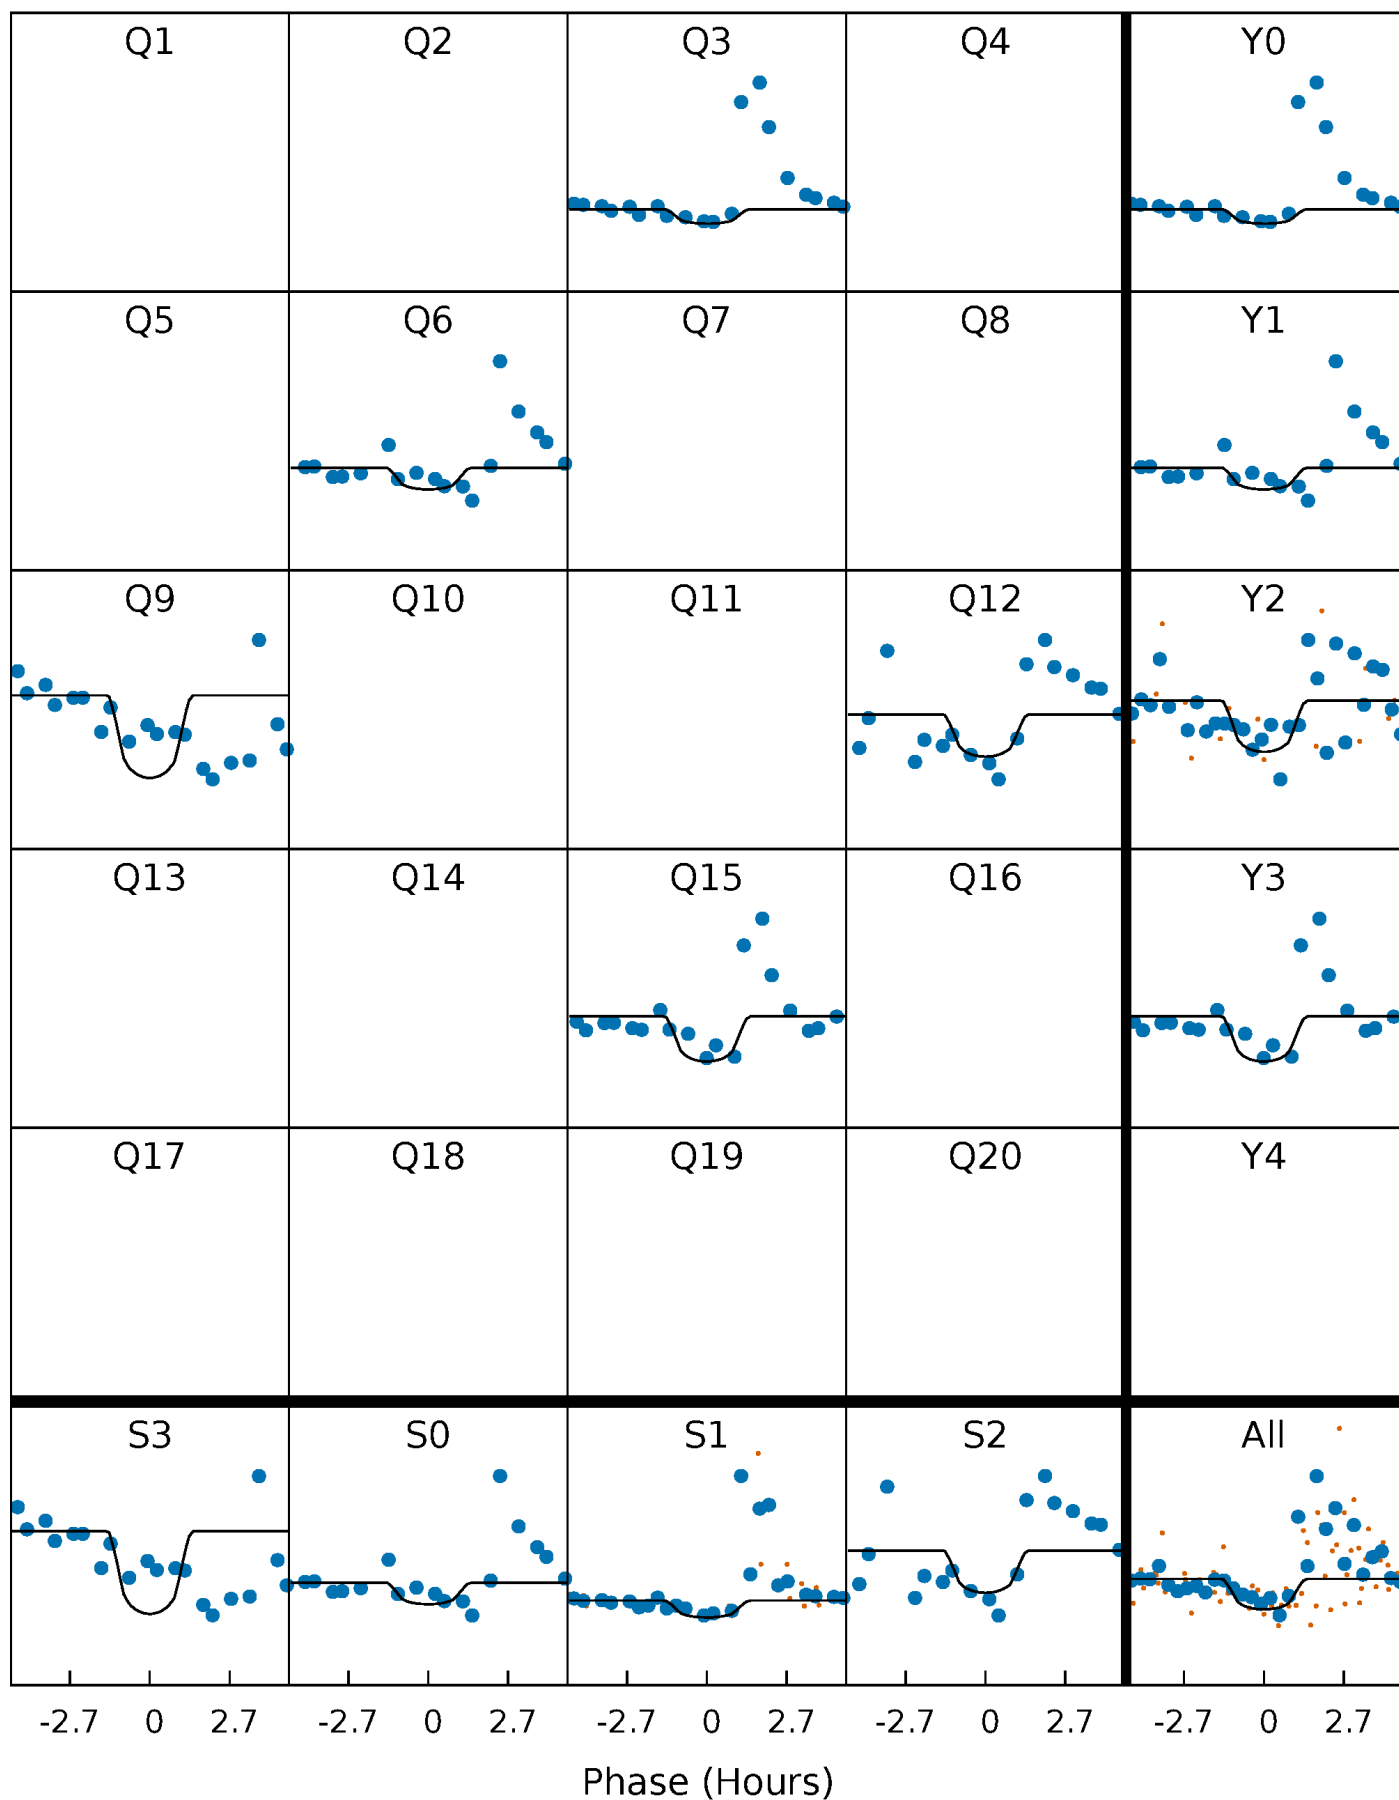 Q1 Q2 Q3 Q4 Y0
Q5 Q6 Q7 Q8 Y1
Q9 Q10 Q11 Q12 Y2
Q13 Q14 Q15 Q16 Y3
Q17 Q18 Q19 Q20 Y4
S3 S0 S1 S2 All
-2.7 0 2.7 -2.7 0 2.7 -2.7 0 2.7 -2.7 0 2.7 -2.7 0 2.7
Phase (Hours)